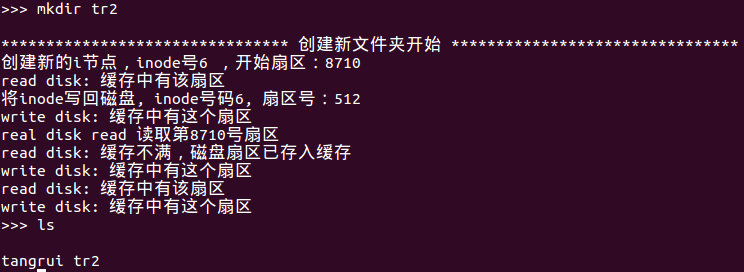 >>> mkdir tr2
******************************** 创建新文件夹开始 ********************************
创建新的i节点，inode号6 ，开始扇区：8710
read disk: 缓存中有该扇区
将inode写回磁盘, inode号码6, 扇区号：512
write disk: 缓存中有这个扇区
real disk read 读取第8710号扇区
read disk: 缓存不满，磁盘扇区已存入缓存
write disk: 缓存中有这个扇区
read disk: 缓存中有该扇区
write disk: 缓存中有这个扇区
>>> ls
tangrui tr2